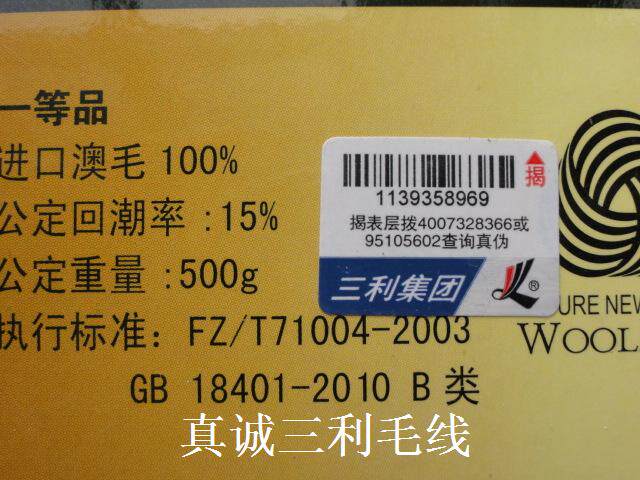 一等品
进口澳毛 100%
公定回潮率 :15%
公定重量 :500g
执行标准: FZ/T71004-2003
GB 18401-2010 B 类
1139358969
揭
揭表层拨4007328366或
95105602查询真伪
三利集团
®
URE NEW
WOOL
真诚三利毛线